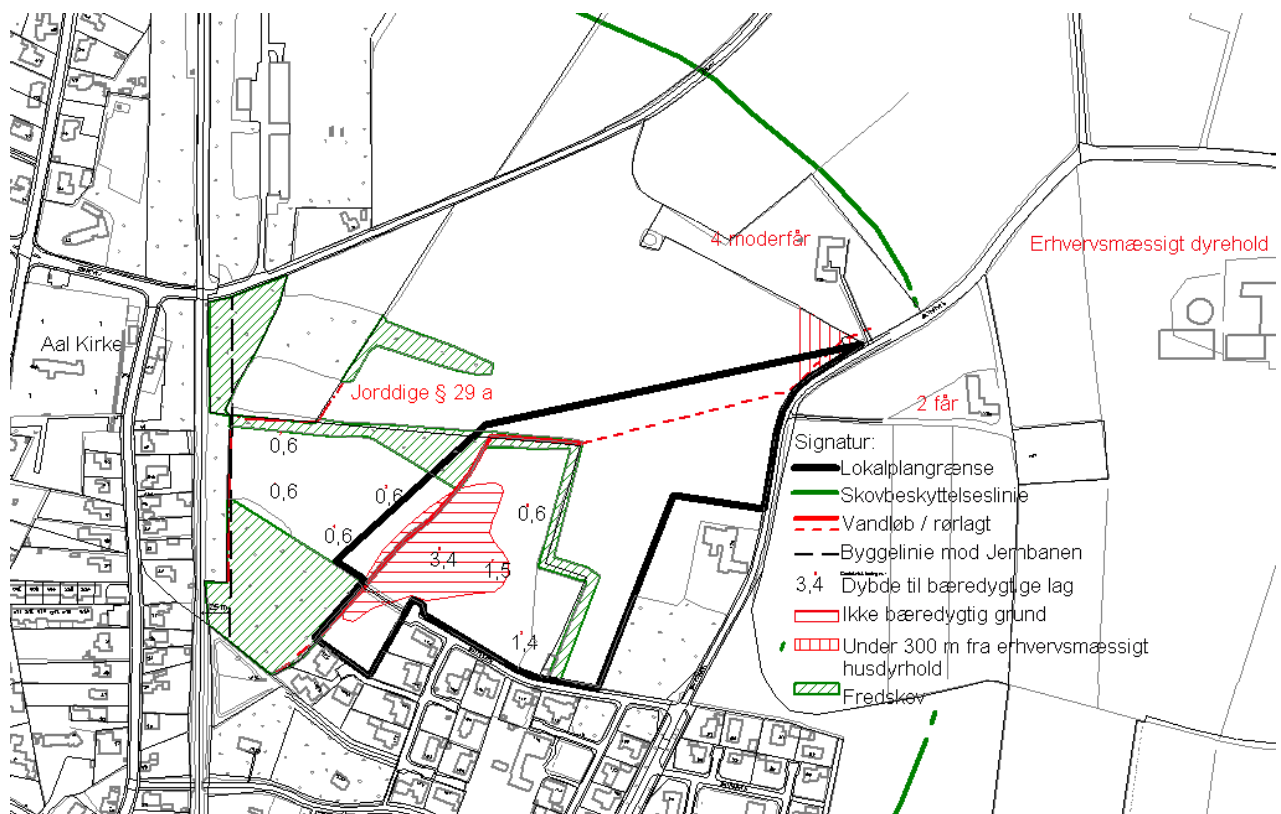 4 moderfår
Erhvervsmæssigt dyrehold
Aal Kirke
Jorddige § 29 a
2 får
0,6
0,6
0,6
0,6
0,6
3,4
1,5
1,4
25 m
Signatur:
Lokalplangrænse
Skovbeskyttelseslinie
Vandløb / rørlagt
Byggelinie mod Jernbanen
3,4 Dybde til bæredygtige lag
Ikke bæredygtig grund
Under 300 m fra erhvervsmæssigt
husdyrhold
Fredskov